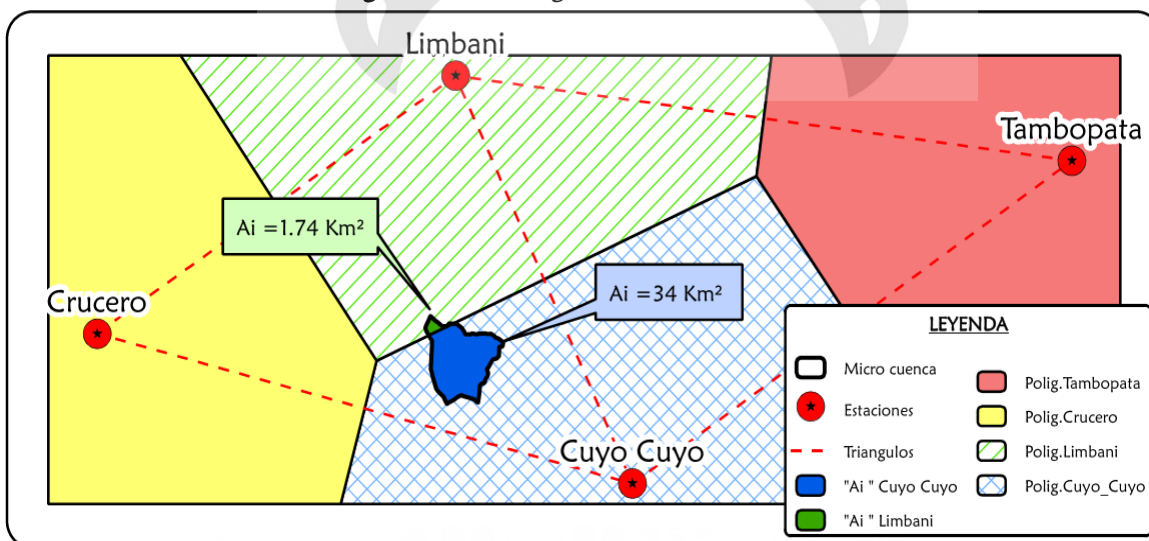 Limbani
Tambopata
Ai =1.74 Km²
Ai =34 Km²
Crucero
Cuyo Cuyo
LEYENDA
Micro cuenca
Estaciones
Triangulos
"Ai " Cuyo Cuyo
"Ai " Limbani
Polig.Tambopata
Polig.Crucero
Polig.Limbani
Polig.Cuyo_Cuyo